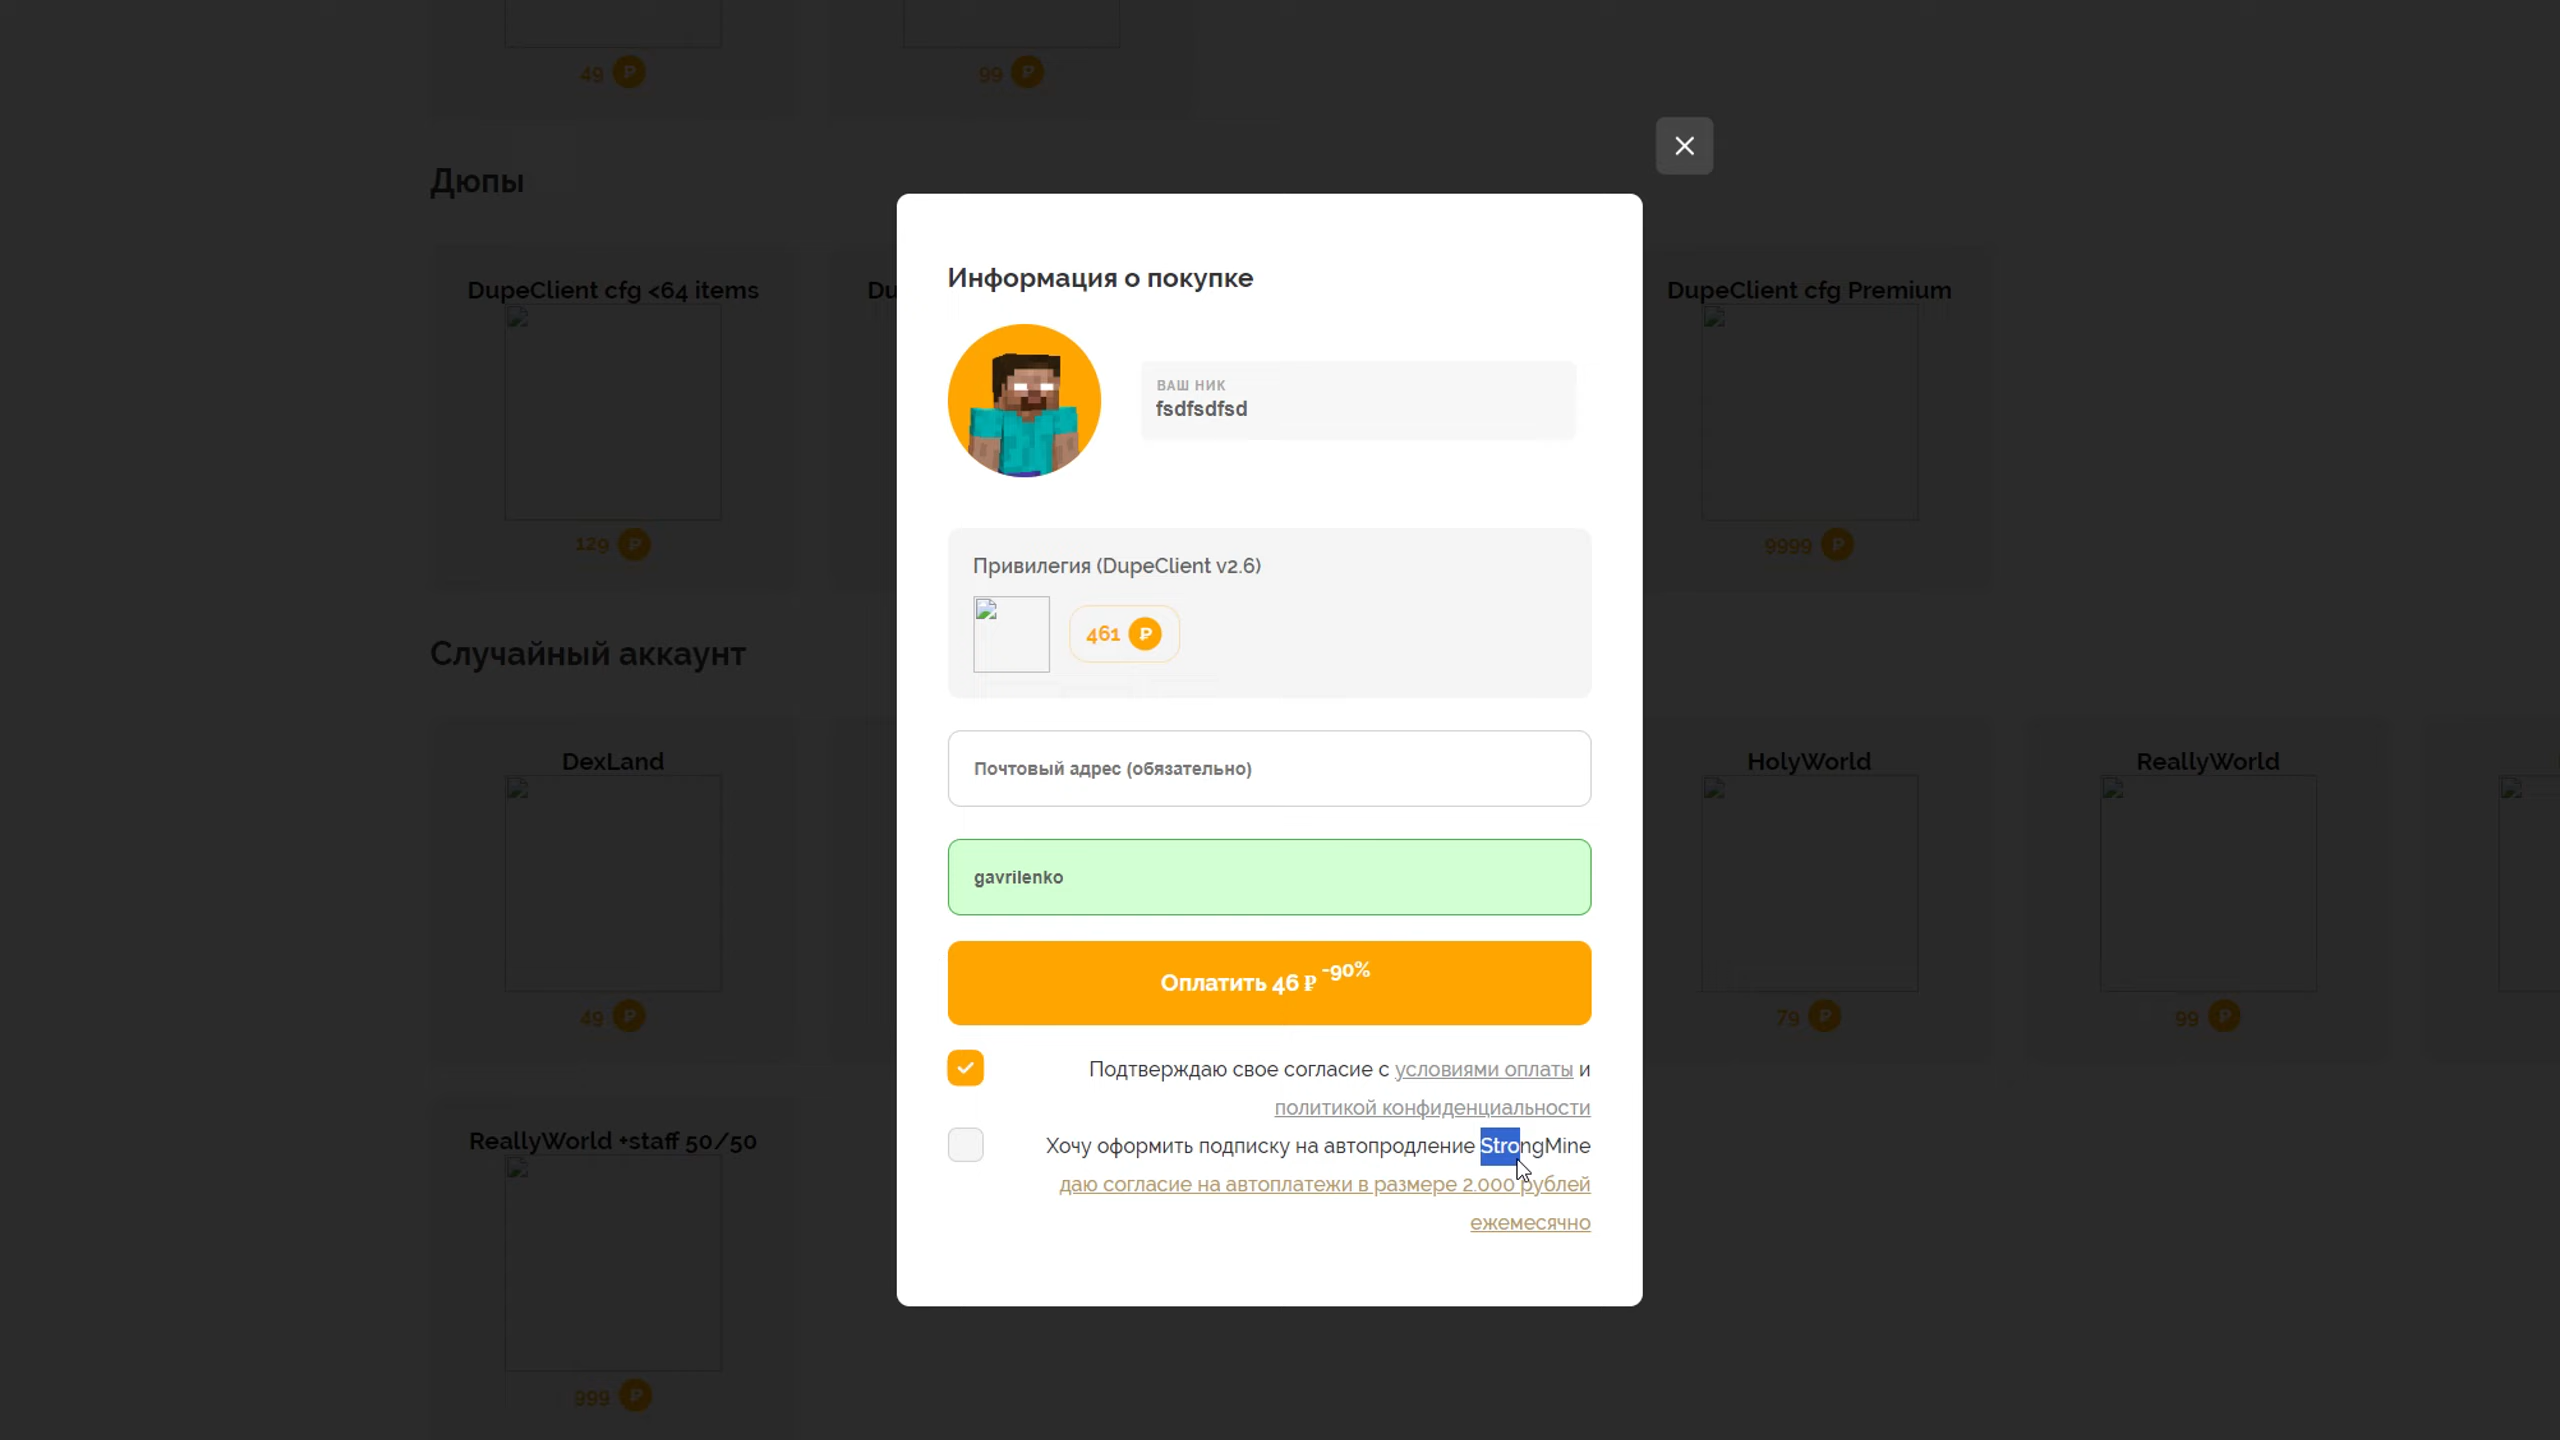 49 ₽
99 ₽
Дюпы
DupeClient cfg <64 items
Du
DupeClient cfg Premium
129 ₽
9999 ₽
Случайный аккаунт
DexLand
HolyWorld
ReallyWorld
49 ₽
79 ₽
99 ₽
ReallyWorld +staff 50/50
399 ₽
Информация о покупке
ВАШ НИК
fsdfsdfsd
Привилегия (DupeClient v2.6)
461 ₽
Почтовый адрес (обязательно)
gavrilenko
Оплатить 46 ₽ -90%
Подтверждаю свое согласие с условиями оплаты и
политикой конфиденциальности
Хочу оформить подписку на автопродление StrongMine
даю согласие на автоплатежи в размере 2.000 рублей
ежемесячно